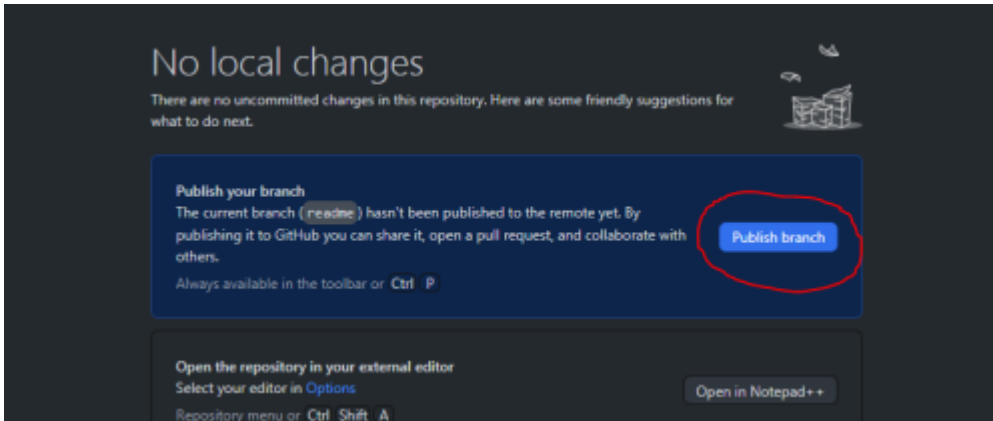 No local changes
There are no uncommitted changes in this repository. Here are some friendly suggestions for
what to do next.
Publish your branch
The current branch ( readme ) hasn't been published to the remote yet. By
publishing it to GitHub you can share it, open a pull request, and collaborate with
others.
Always available in the toolbar or Ctrl P
Publish branch
Open the repository in your external editor
Select your editor in Options
Repository menu or Ctrl Shift A
Open in Notepad++